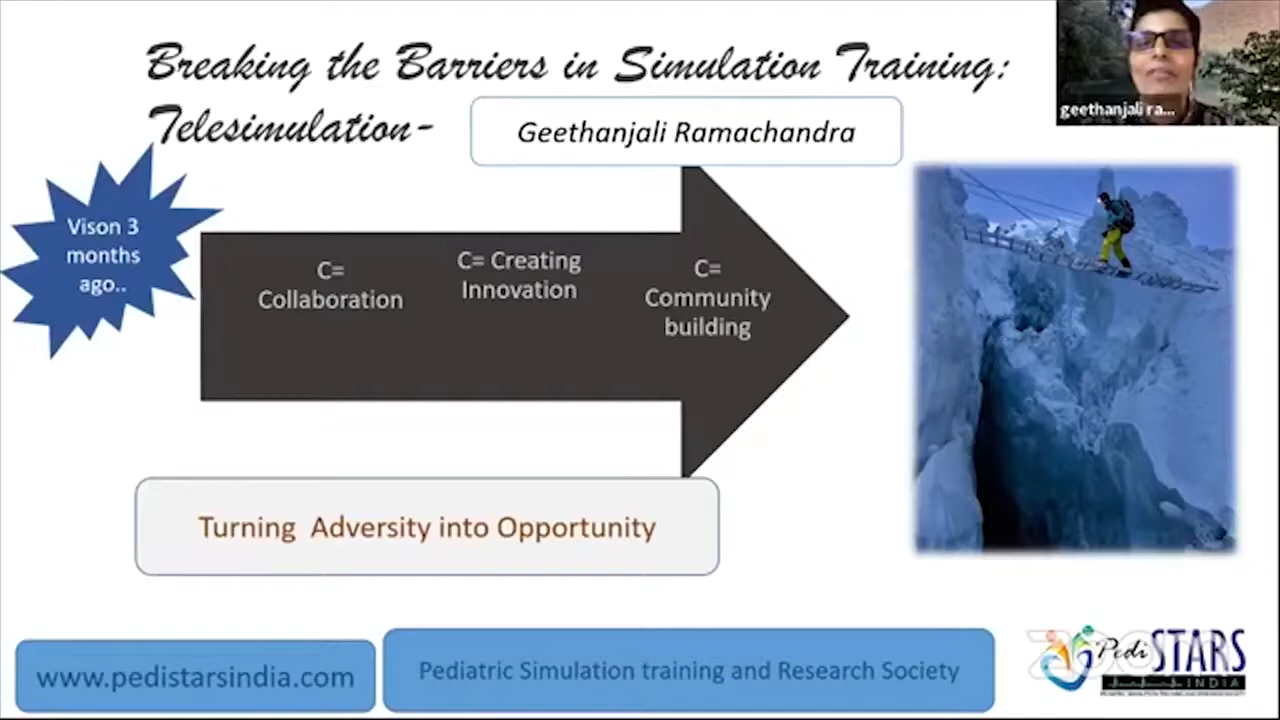 Breaking the Barriers in Simulation Training:
Telesimulation-
Geethanjali Ramachandra
geethanjali ra...
Vison 3
months
ago..
C=
Collaboration
C= Creating
Innovation
C=
Community
building
Turning Adversity into Opportunity
www.pedistarsindia.com
Pediatric Simulation training and Research Society
zoom
Pedi STARS
INDIA